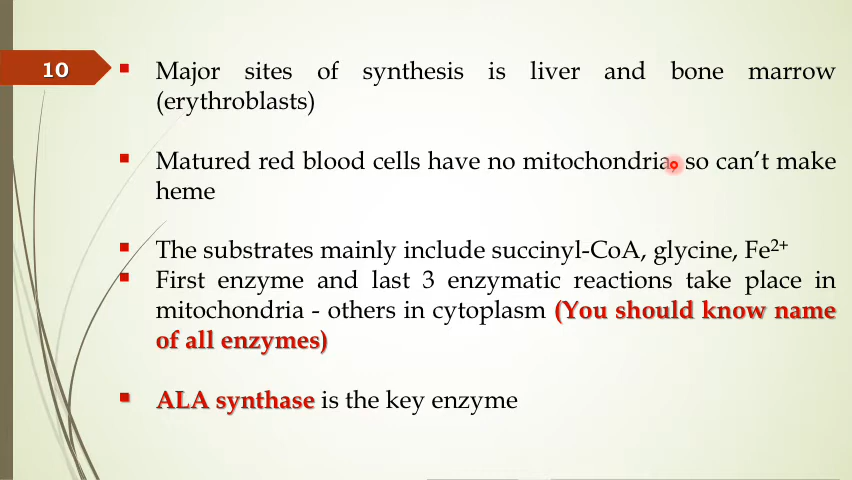 10
▪ Major sites of synthesis is liver and bone marrow
(erythroblasts)
▪ Matured red blood cells have no mitochondria, so can't make
heme
▪ The substrates mainly include succinyl-CoA, glycine, Fe²⁺
▪ First enzyme and last 3 enzymatic reactions take place in
mitochondria - others in cytoplasm (You should know name
of all enzymes)
▪ ALA synthase is the key enzyme